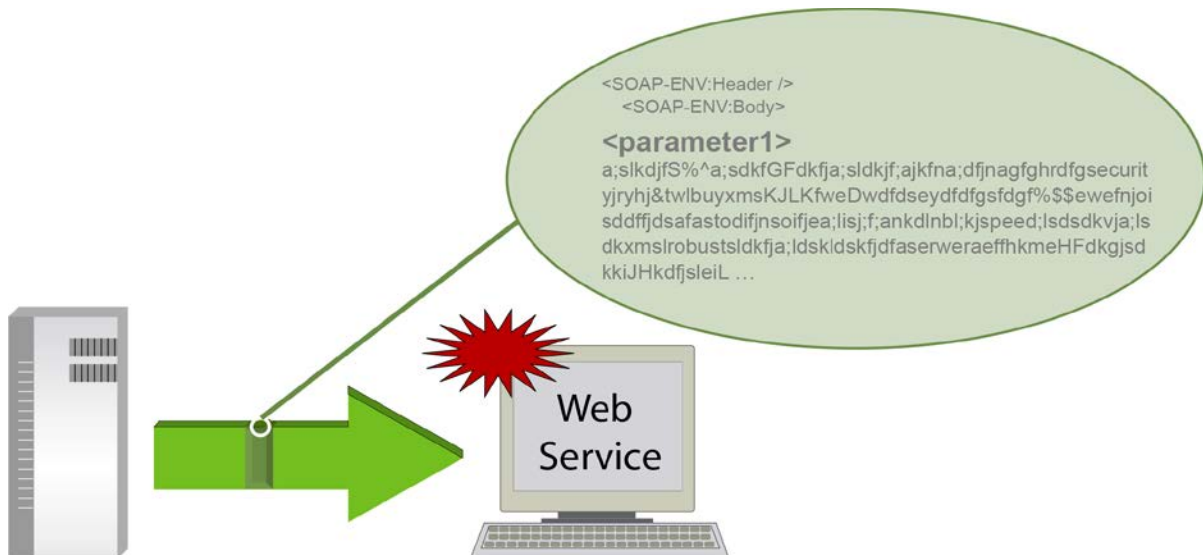 <SOAP-ENV:Header />
<SOAP-ENV:Body>
<parameter1>
a;slkdjfS%^a;sdkfGFdkfja;sldkjf;ajkfna;dfjnagfghrdfgsecurit
yjryhj&twlbuyxmsKJLKfweDwdfdseydfdfgsfdgf%$$ewefnjoi
sddffjdsafastodifjnsoifjea;lisj;f;ankdlnbl;kjspeed;lsdsdkvja;ls
dkxmslrobustsldkfja;ldskldskfjdfaserweraeffhkmeHFdkgjsd
kkiJHkdfjsleiL …
Web
Service